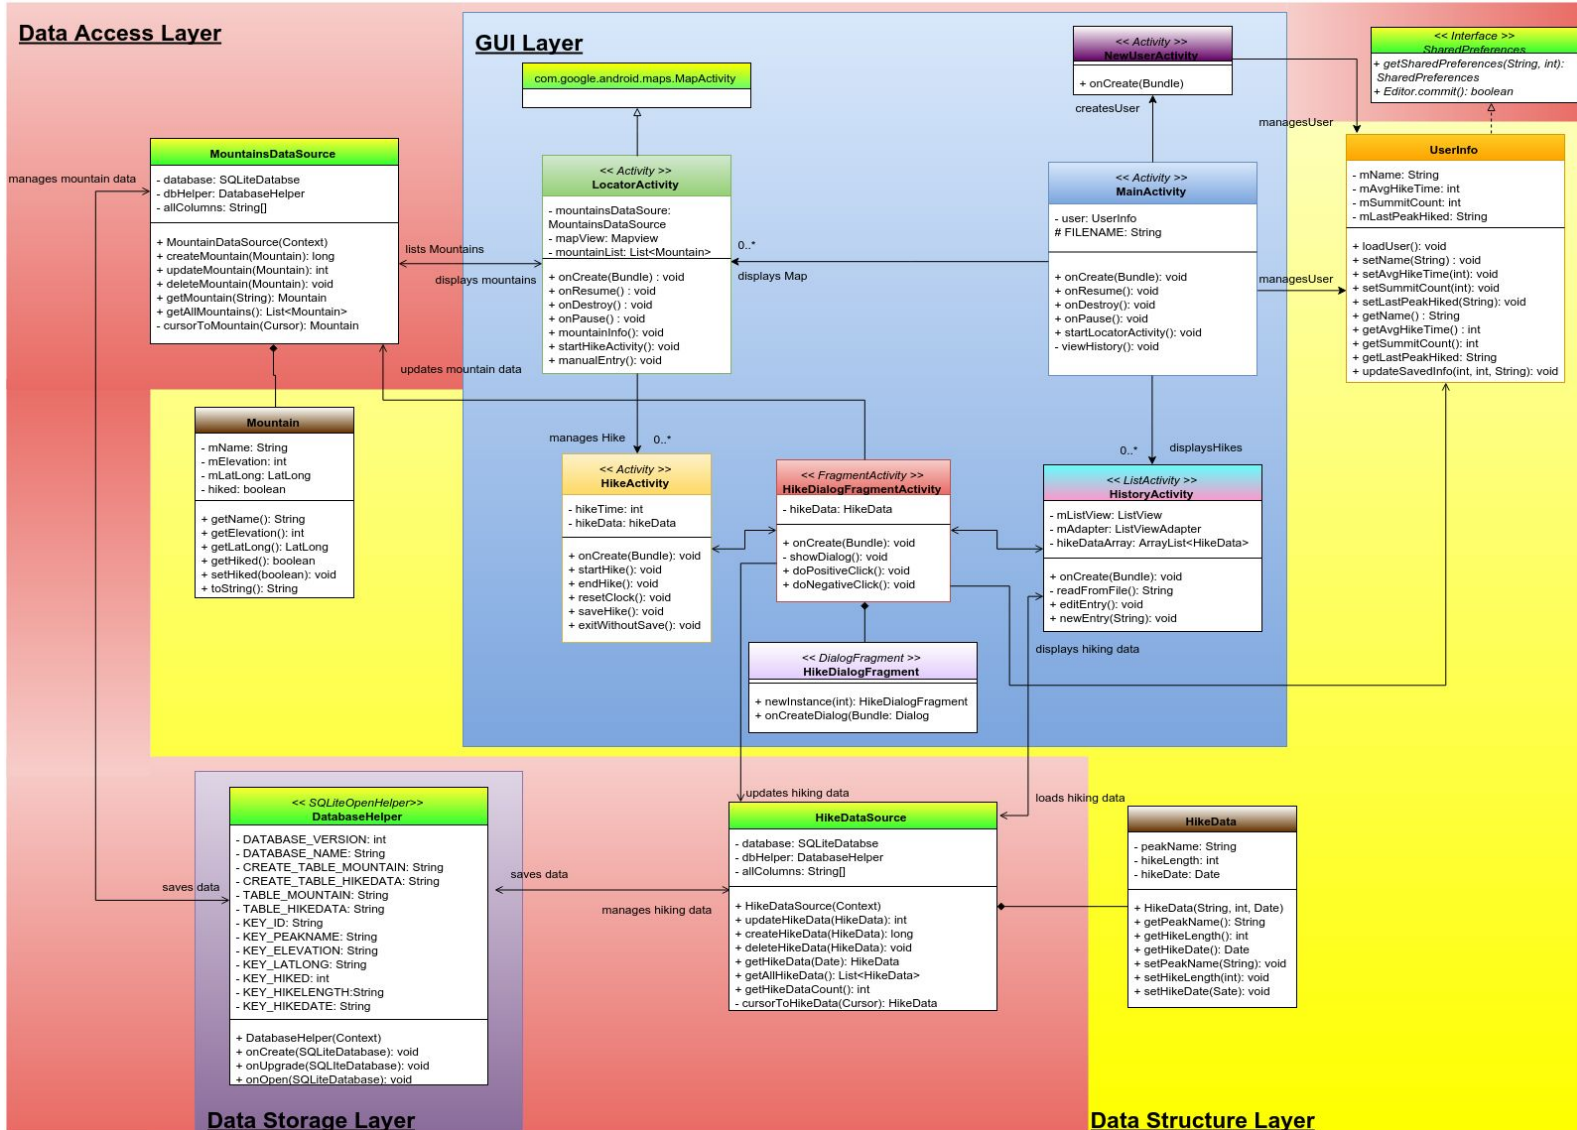 Data Access Layer
GUI Layer
com.google.android.maps.MapActivity
<< Activity >>
NewUserActivity
+ onCreate(Bundle)
createsUser
<< Interface >>
SharedPreferences
+ getSharedPreferences(String, int):
SharedPreferences
+ Editor.commit(): boolean
managesUser
manages mountain data
MountainsDataSource
- database: SQLiteDatabse
- dbHelper: DatabaseHelper
- allColumns: String[]
+ MountainDataSource(Context)
+ createMountain(Mountain): long
+ updateMountain(Mountain): int
+ deleteMountain(Mountain): void
+ getMountain(String): Mountain
+ getAllMountains(): List<Mountain>
- cursorToMountain(Cursor): Mountain
lists Mountains
displays mountains
<< Activity >>
LocatorActivity
- mountainsDataSoure:
MountainsDataSource
- mapView: Mapview
- mountainList: List<Mountain>
+ onCreate(Bundle) : void
+ onResume() : void
+ onDestroy() : void
+ onPause() : void
+ mountainInfo(): void
+ startHikeActivity(): void
+ manualEntry(): void
0..*
displays Map
<< Activity >>
MainActivity
- user: UserInfo
# FILENAME: String
+ onCreate(Bundle): void
+ onResume(): void
+ onDestroy(): void
+ onPause(): void
+ startLocatorActivity(): void
- viewHistory(): void
managesUser
UserInfo
- mName: String
- mAvgHikeTime: int
- mSummitCount: int
- mLastPeakHiked: String
+ loadUser(): void
+ setName(String) : void
+ setAvgHikeTime(int): void
+ setSummitCount(int): void
+ setLastPeakHiked(String): void
+ getName() : String
+ getAvgHikeTime() : int
+ getSummitCount(): int
+ getLastPeakHiked: String
+ updateSavedInfo(int, int, String): void
updates mountain data
Mountain
- mName: String
- mElevation: int
- mLatLong: LatLong
- hiked: boolean
+ getName(): String
+ getElevation(): int
+ getLatLong(): LatLong
+ getHiked(): boolean
+ setHiked(boolean): void
+ toString(): String
manages Hike
0..*
<< Activity >>
HikeActivity
- hikeTime: int
- hikeData: hikeData
+ onCreate(Bundle): void
+ startHike(): void
+ endHike(): void
+ resetClock(): void
+ saveHike(): void
+ exitWithoutSave(): void
<< FragmentActivity >>
HikeDialogFragmentActivity
- hikeData: HikeData
+ onCreate(Bundle): void
- showDialog(): void
+ doPositiveClick(): void
+ doNegativeClick(): void
0..*
displaysHikes
<< ListActivity >>
HistoryActivity
- mListView: ListView
- mAdapter: ListViewAdapter
- hikeDataArray: ArrayList<HikeData>
+ onCreate(Bundle): void
- readFromFile(): String
+ editEntry(): void
+ newEntry(String): void
displays hiking data
<< DialogFragment >>
HikeDialogFragment
+ newInstance(int): HikeDialogFragment
+ onCreateDialog(Bundle: Dialog
updates hiking data
loads hiking data
<< SQLiteOpenHelper>>
DatabaseHelper
- DATABASE_VERSION: int
- DATABASE_NAME: String
- CREATE_TABLE_MOUNTAIN: String
- CREATE_TABLE_HIKEDATA: String
- TABLE_MOUNTAIN: String
- TABLE_HIKEDATA: String
- KEY_ID: String
- KEY_PEAKNAME: String
- KEY_ELEVATION: String
- KEY_LATLONG: String
- KEY_HIKED: int
- KEY_HIKELENGTH:String
- KEY_HIKEDATE: String
+ DatabaseHelper(Context)
+ onCreate(SQLiteDatabase): void
+ onUpgrade(SQLIteDatabase): void
+ onOpen(SQLiteDatabase): void
saves data
saves data
manages hiking data
HikeDataSource
- database: SQLiteDatabse
- dbHelper: DatabaseHelper
- allColumns: String[]
+ HikeDataSource(Context)
+ updateHikeData(HikeData): int
+ createHikeData(HikeData): long
+ deleteHikeData(HikeData): void
+ getHikeData(Date): HikeData
+ getAllHikeData(): List<HikeData>
+ getHikeDataCount(): int
- cursorToHikeData(Cursor): HikeData
HikeData
- peakName: String
- hikeLength: int
- hikeDate: Date
+ HikeData(String, int, Date)
+ getPeakName(): String
+ getHikeLength(): int
+ getHikeDate(): Date
+ setPeakName(String): void
+ setHikeLength(int): void
+ setHikeDate(Sate): void
Data Storage Layer
Data Structure Layer